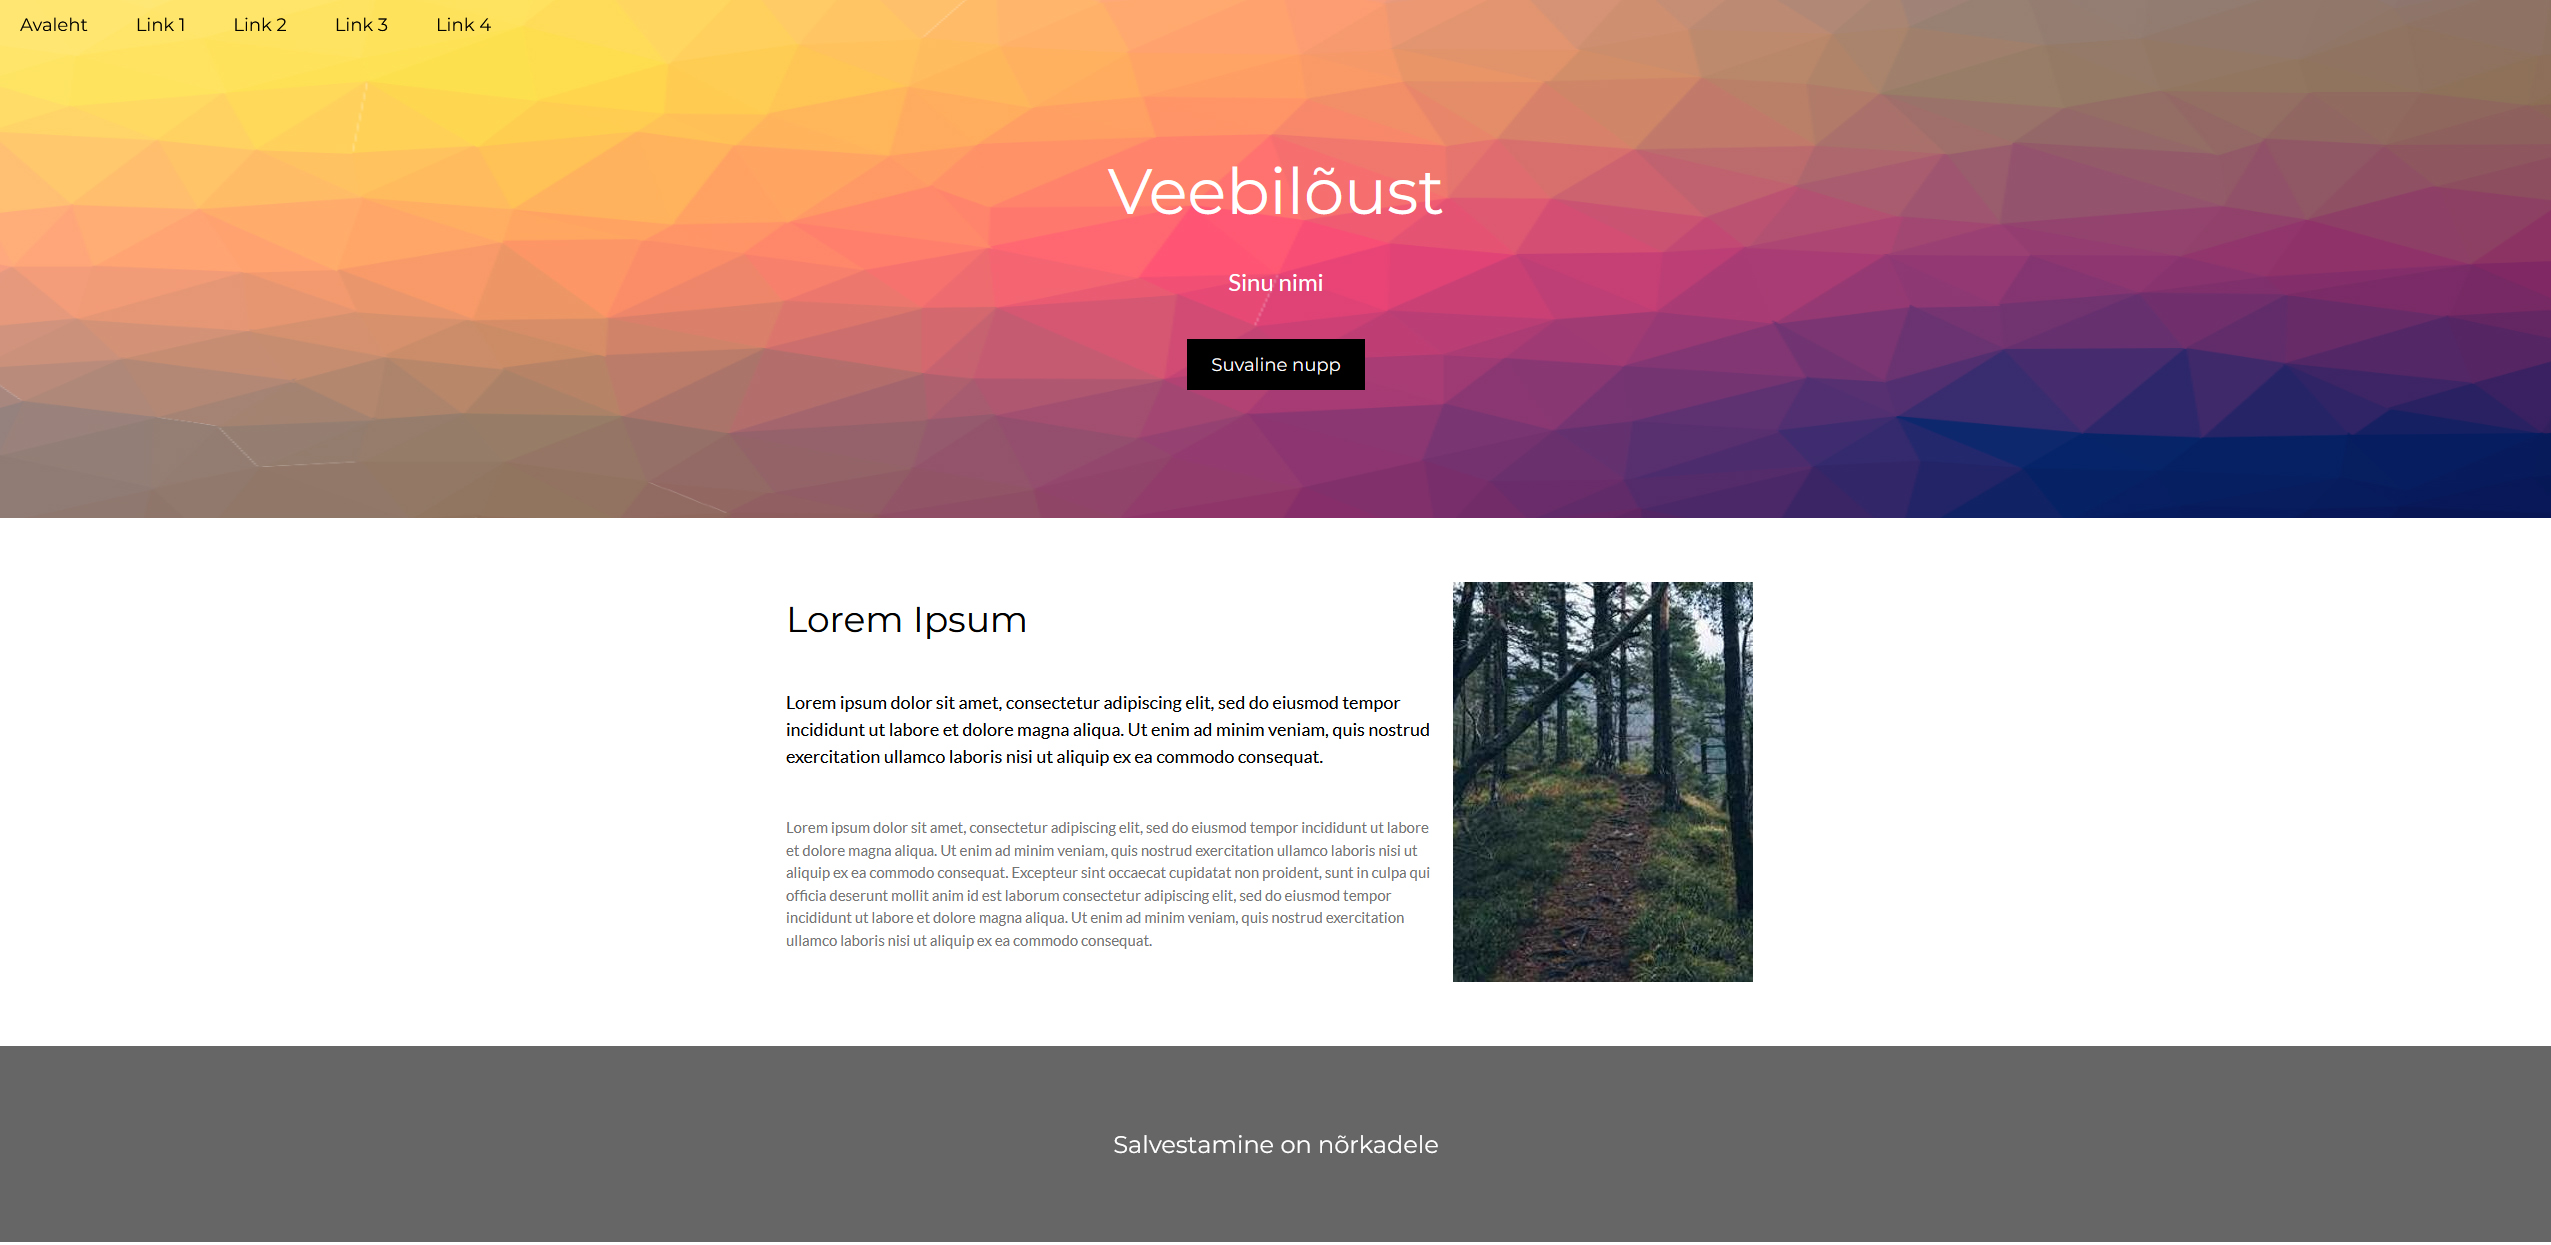 Avaleht Link 1 Link 2 Link 3 Link 4
Veebilõust
Sinu nimi
Suvaline nupp
Lorem Ipsum
Lorem ipsum dolor sit amet, consectetur adipiscing elit, sed do eiusmod tempor
incididunt ut labore et dolore magna aliqua. Ut enim ad minim veniam, quis nostrud
exercitation ullamco laboris nisi ut aliquip ex ea commodo consequat.
Lorem ipsum dolor sit amet, consectetur adipiscing elit, sed do eiusmod tempor incididunt ut labore
et dolore magna aliqua. Ut enim ad minim veniam, quis nostrud exercitation ullamco laboris nisi ut
aliquip ex ea commodo consequat. Excepteur sint occaecat cupidatat non proident, sunt in culpa qui
officia deserunt mollit anim id est laborum consectetur adipiscing elit, sed do eiusmod tempor
incididunt ut labore et dolore magna aliqua. Ut enim ad minim veniam, quis nostrud exercitation
ullamco laboris nisi ut aliquip ex ea commodo consequat.
Salvestamine on nõrkadele